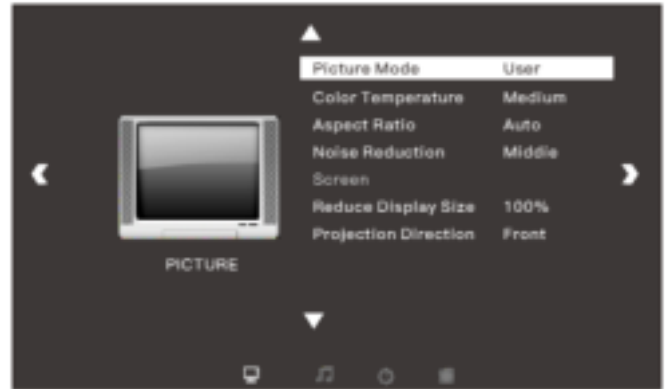 Picture Mode User
Color Temperature Medium
Aspect Ratio Auto
Noise Reduction Middie
Screen
Reduce Display Size 100%
Projection Direction Front
PICTURE